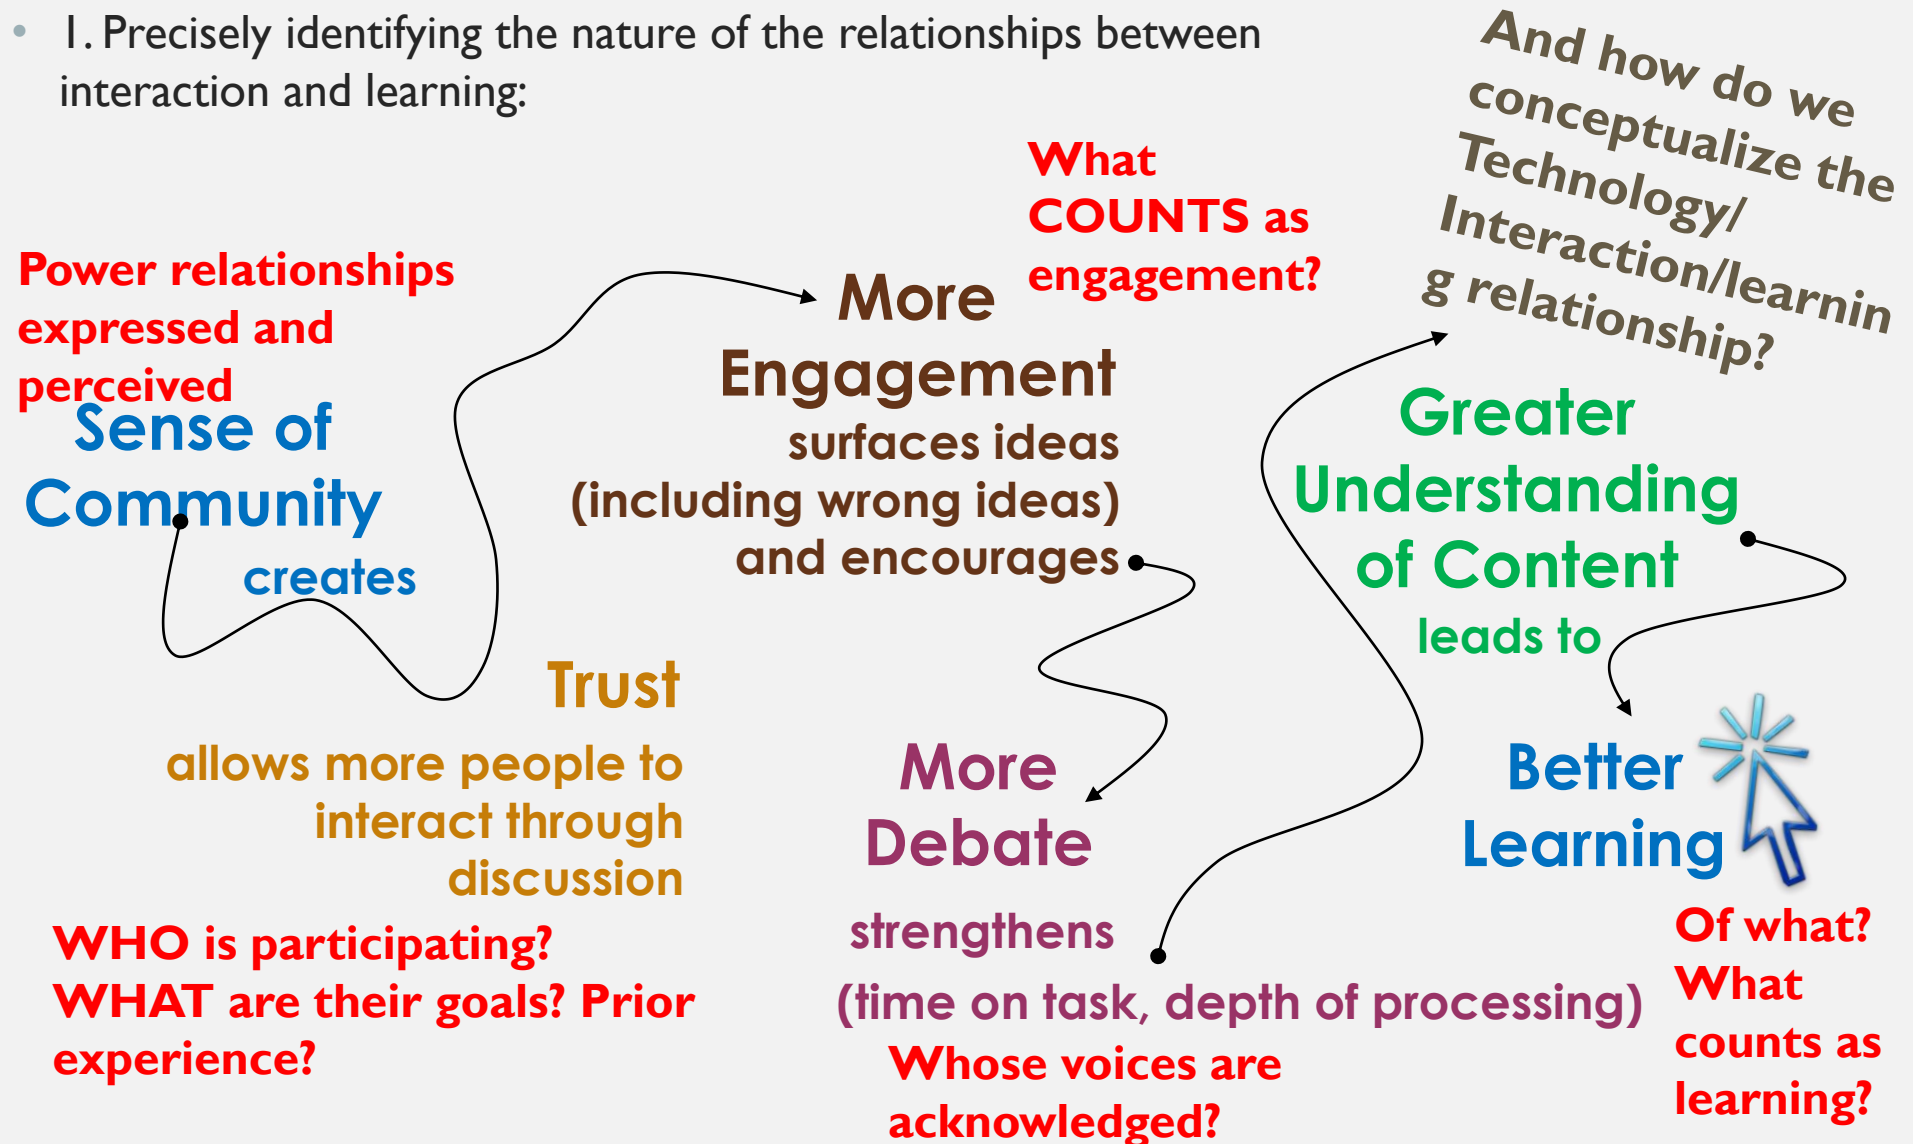 • 1. Precisely identifying the nature of the relationships between
interaction and learning:
And how do we
conceptualize the
Technology/
Interaction/learnin
g relationship?
What
COUNTS as
engagement?
Power relationships
expressed and
perceived
Sense of
Community
creates
Trust
allows more people to
interact through
discussion
WHO is participating?
WHAT are their goals? Prior
experience?
More
Engagement
surfaces ideas
(including wrong ideas)
and encourages
More
Debate
strengthens
(time on task, depth of processing)
Whose voices are
acknowledged?
Greater
Understanding
of Content
leads to
Better
Learning
Of what?
What
counts as
learning?